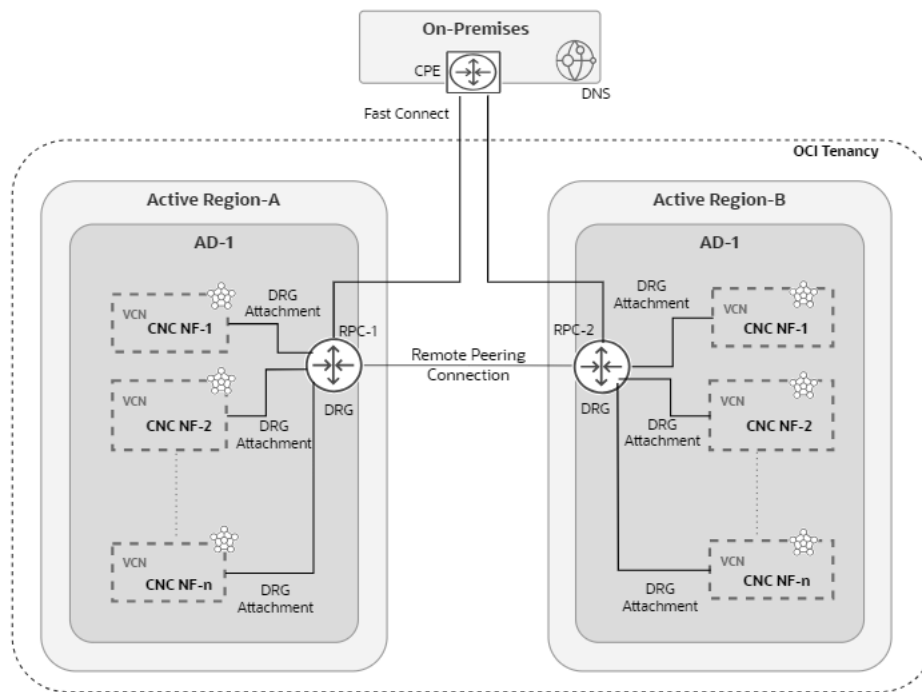 On-Premises
CPE
DNS
Fast Connect
OCI Tenancy
Active Region-A
AD-1
VCN
CNC NF-1
DRG
Attachment
RPC-1
VCN
CNC NF-2
DRG
Attachment
DRG
VCN
CNC NF-n
DRG
Attachment
Remote Peering
Connection
Active Region-B
AD-1
DRG
Attachment
VCN
CNC NF-1
RPC-2
DRG
DRG
Attachment
VCN
CNC NF-2
DRG
Attachment
VCN
CNC NF-n